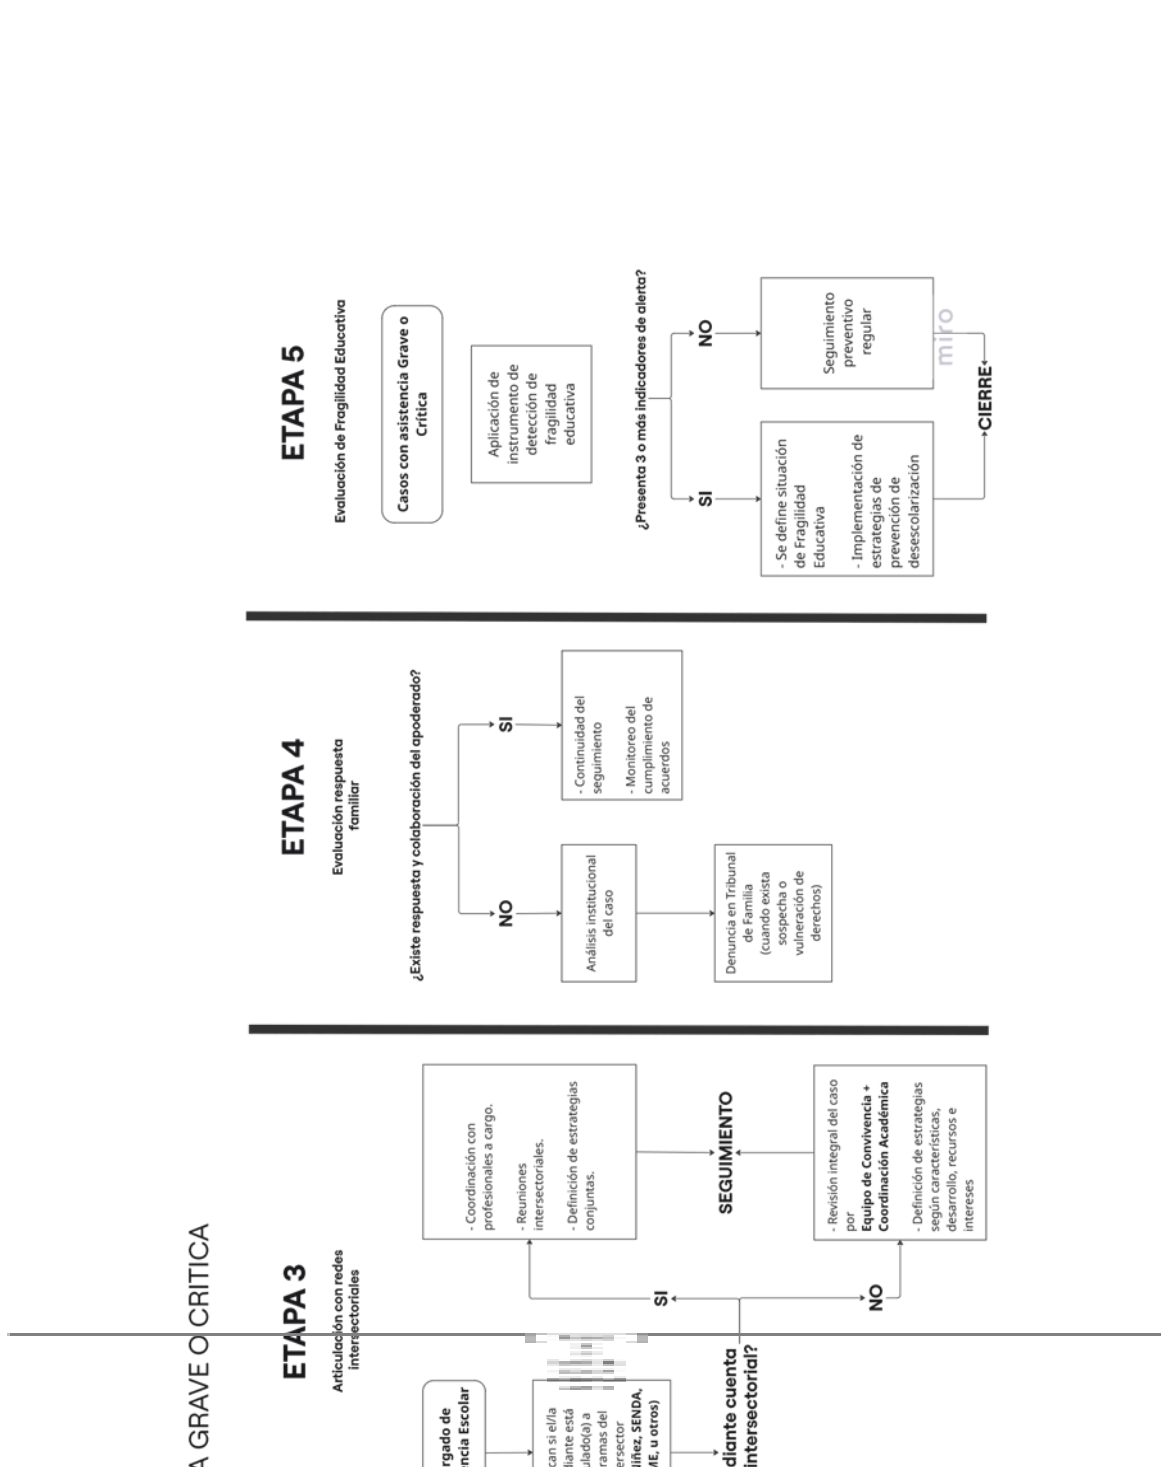 A GRAVE O CRITICA
ETAPA 3
Articulación con redes
intersectoriales
rgado de
ncia Escolar
can si el/la
diante está
ulado(a) a
ramas del
ersector
iñez, SENDA,
ME, u otros)
diante cuenta
intersectorial?
SI
- Coordinación con
profesionales a cargo.
- Reuniones
intersectoriales.
- Definición de estrategias
conjuntas.
SEGUIMIENTO
NO
- Revisión integral del caso
por
Equipo de Convivencia +
Coordinación Académica
- Definición de estrategias
según características,
desarrollo, recursos e
intereses
ETAPA 4
Evaluación respuesta
familiar
¿Existe respuesta y colaboración del apoderado?
NO
Análisis institucional
del caso
Denuncia en Tribunal
de Familia
(cuando exista
sospecha o
vulneración de
derechos)
SI
- Continuidad del
seguimiento
- Monitoreo del
cumplimiento de
acuerdos
ETAPA 5
Evaluación de Fragilidad Educativa
Casos con asistencia Grave o
Crítica
Aplicación de
instrumento de
detección de
fragilidad
educativa
¿Presenta 3 o más indicadores de alerta?
SI
- Se define situación
de Fragilidad
Educativa
- Implementación de
estrategias de
prevención de
desescolarización
NO
Seguimiento
preventivo
regular
CIERRE
miro